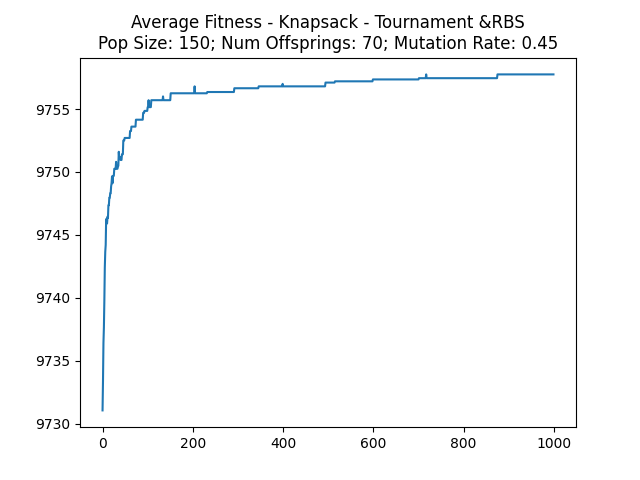 Average Fitness - Knapsack - Tournament &RBS
Pop Size: 150; Num Offsprings: 70; Mutation Rate: 0.45
9755
9750
9745
9740
9735
9730
0 200 400 600 800 1000